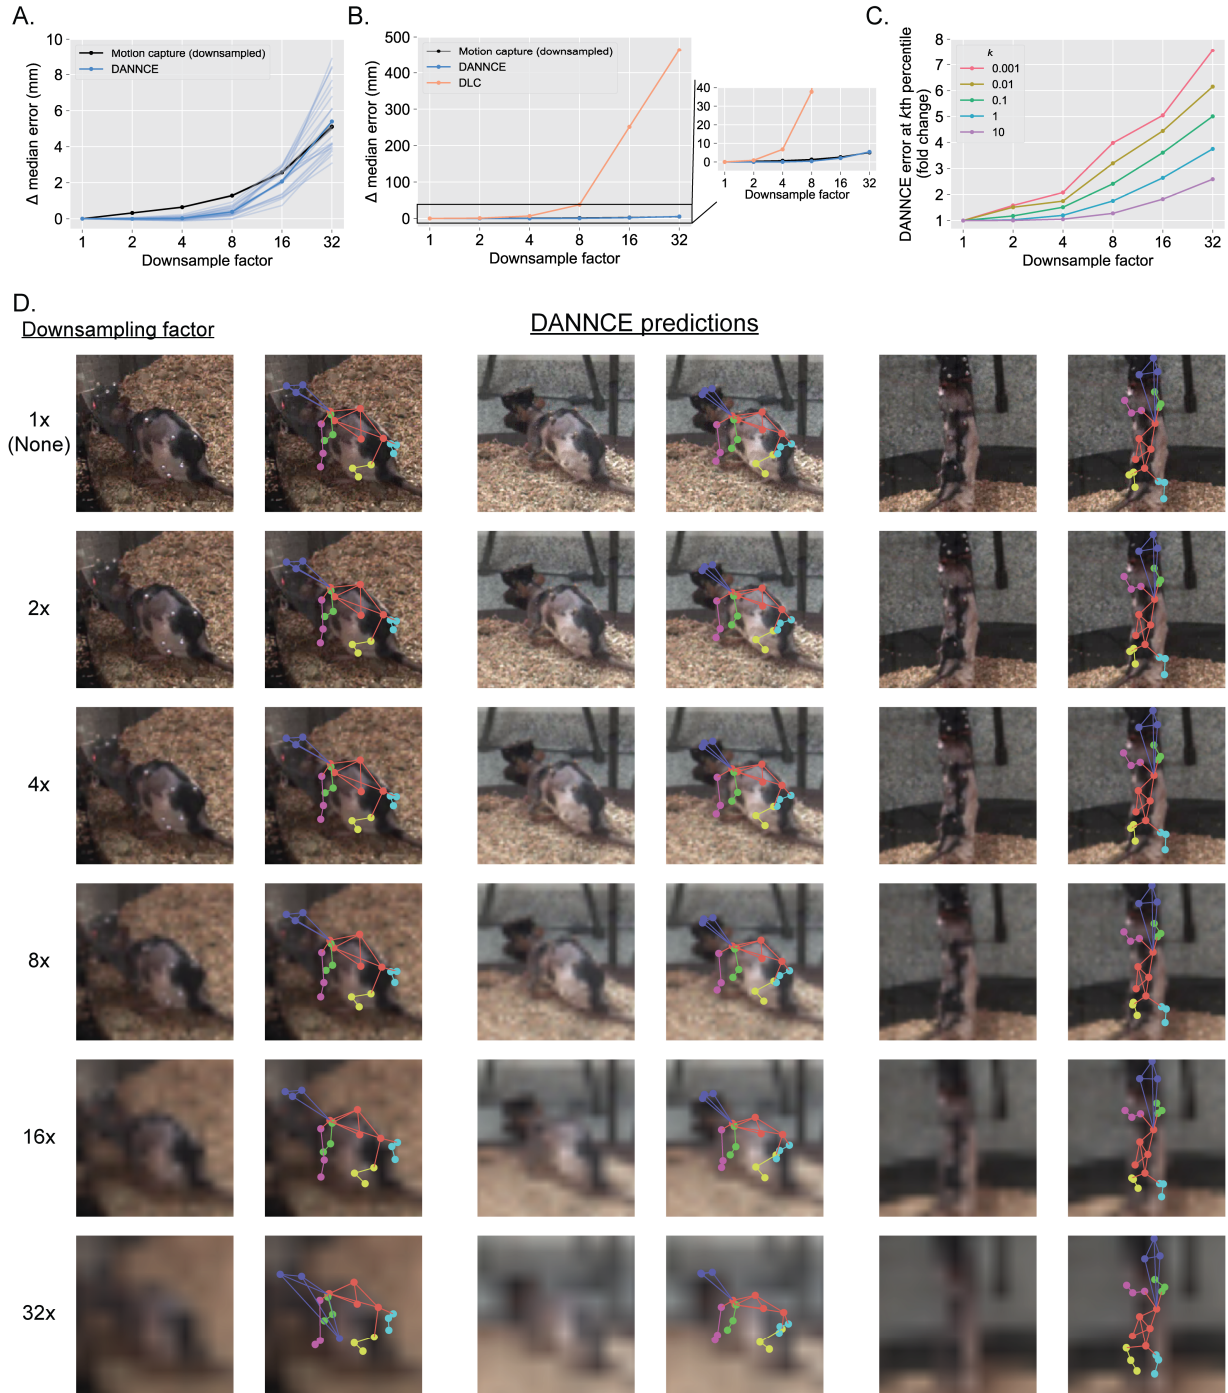 A.
Δ median error (mm)
10
8
6
4
2
0
Motion capture (downsampled)
DANNCE
1 2 4 8 16 32
Downsample factor
B.
Δ median error (mm)
500
400
300
200
100
0
Motion capture (downsampled)
DANNCE
DLC
1 2 4 8 16 32
Downsample factor
40
30
20
10
0
1 2 4 8 16 32
Downsample factor
C.
DANNCE error at kth percentile
(fold change)
8
7
6
5
4
3
2
1
k
0.001
0.01
0.1
1
10
1 2 4 8 16 32
Downsample factor
D.
Downsampling factor
DANNCE predictions
1x
(None)
2x
4x
8x
16x
32x